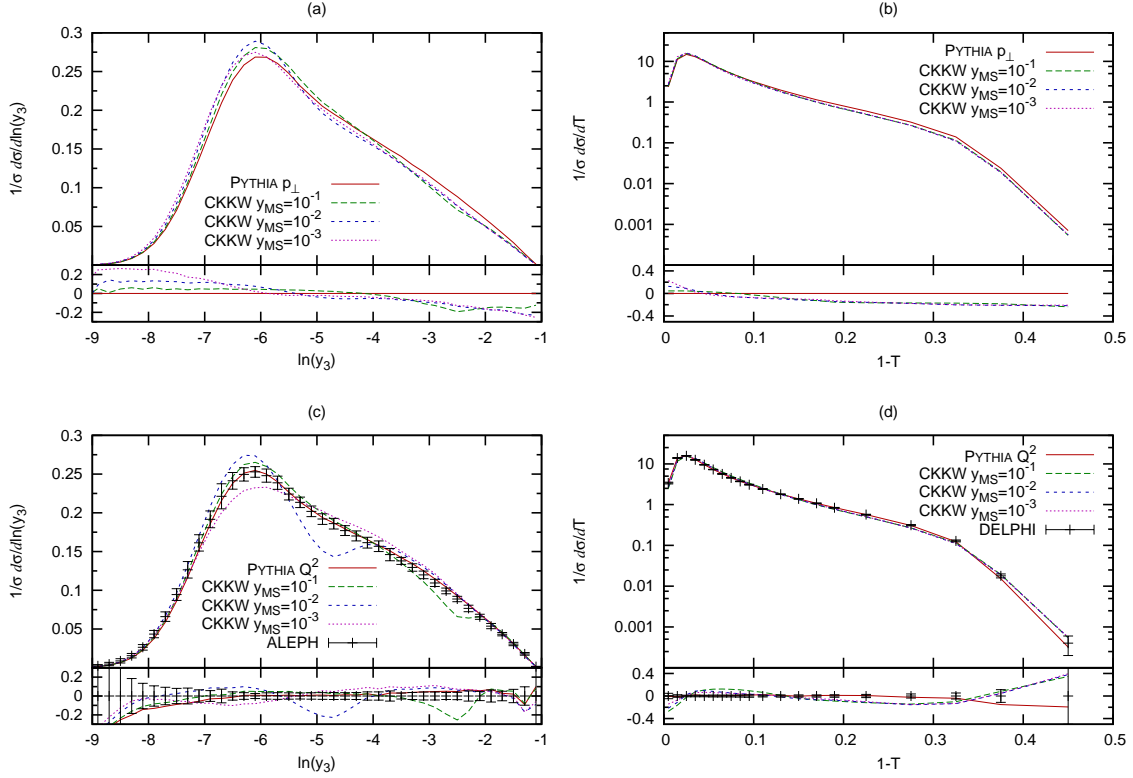 (a)
1/σ dσ/dln(y3)
0.3
0.25
0.2
0.15
0.1
0.05
PYTHIA p⊥
CKKW yMS=10-1
CKKW yMS=10-2
CKKW yMS=10-3
0.2
0
-0.2
-9 -8 -7 -6 -5 -4 -3 -2 -1
ln(y3)
(b)
1/σ dσ/dT
10
1
0.1
0.01
0.001
PYTHIA p⊥
CKKW yMS=10-1
CKKW yMS=10-2
CKKW yMS=10-3
0.4
0
-0.4
0 0.1 0.2 0.3 0.4 0.5
1-T
(c)
1/σ dσ/dln(y3)
0.3
0.25
0.2
0.15
0.1
0.05
PYTHIA Q2
CKKW yMS=10-1
CKKW yMS=10-2
CKKW yMS=10-3
ALEPH
0.2
0
-0.2
-9 -8 -7 -6 -5 -4 -3 -2 -1
ln(y3)
(d)
1/σ dσ/dT
10
1
0.1
0.01
0.001
PYTHIA Q2
CKKW yMS=10-1
CKKW yMS=10-2
CKKW yMS=10-3
DELPHI
0.4
0
-0.4
0 0.1 0.2 0.3 0.4 0.5
1-T